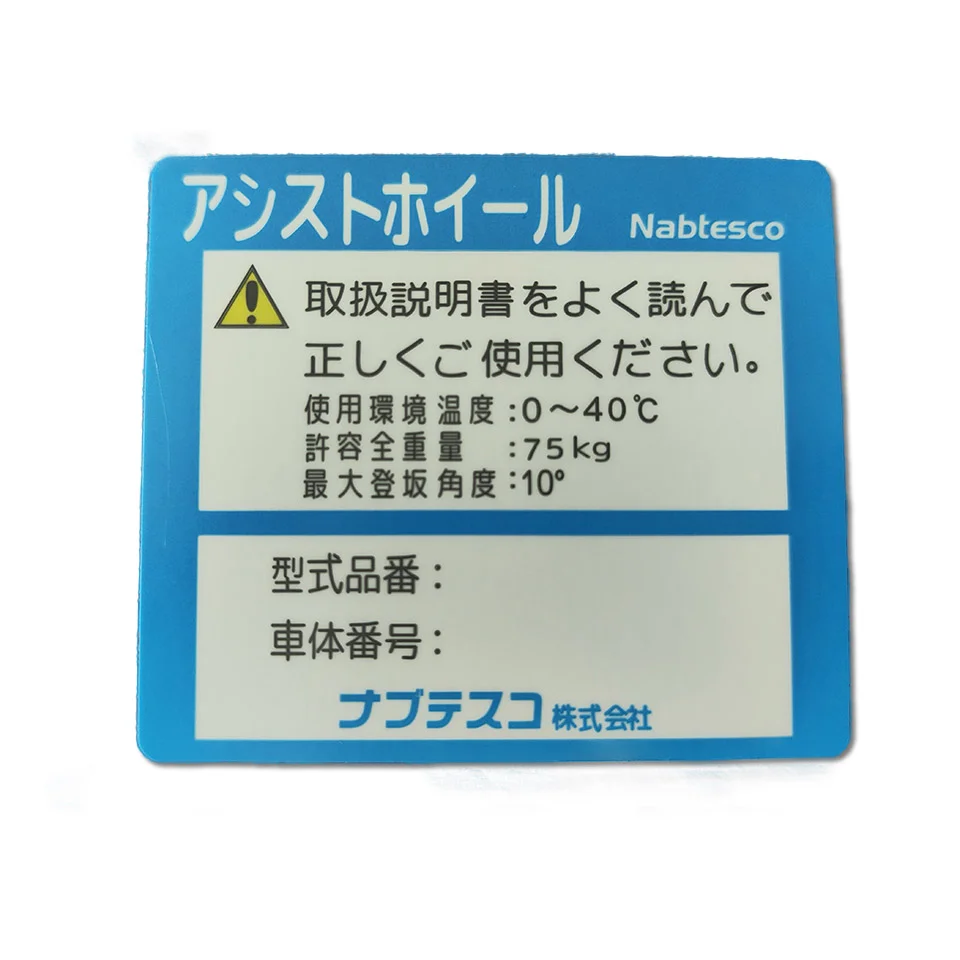 アシストホイール Nabtesco
取扱説明書をよく読んで
正しくご使用ください。
使用環境温度:0～40℃
許容全重量 :75kg
最大登坂角度:10°
型式品番:
車体番号:
ナブテスコ株式会社